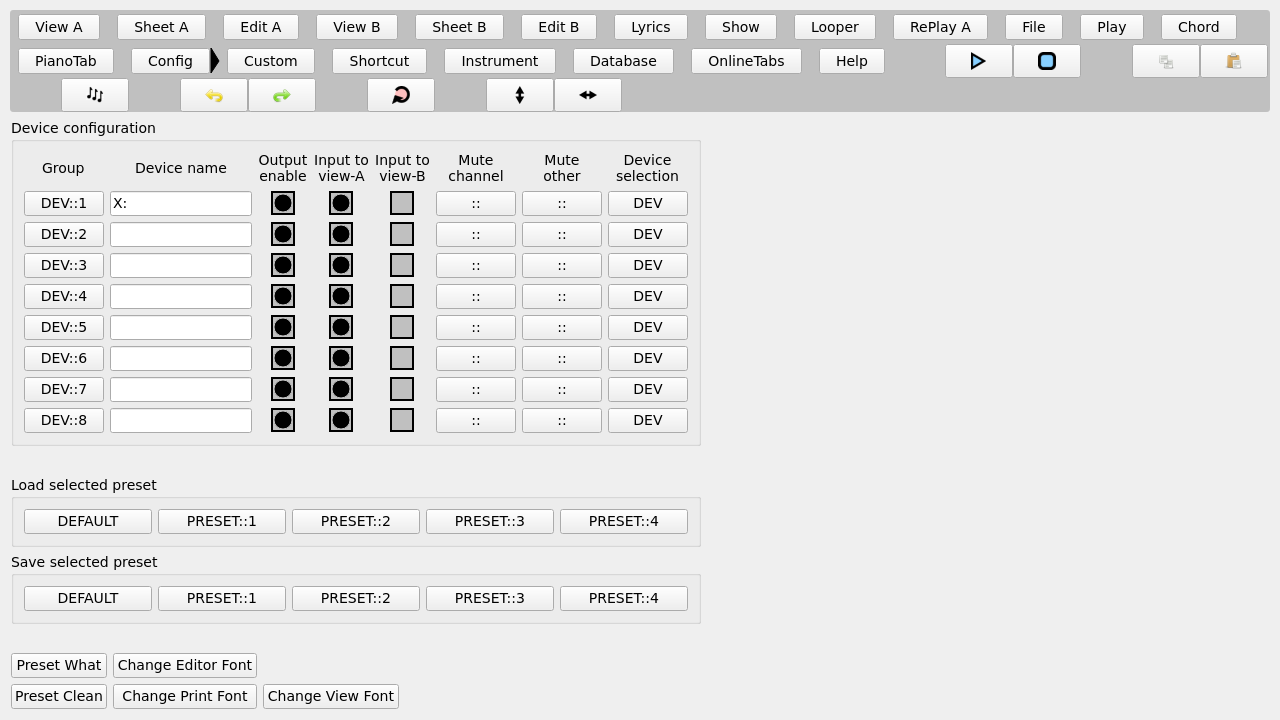 View A Sheet A Edit A View B Sheet B Edit B Lyrics Show Looper RePlay A File Play Chord
PianoTab Config Custom Shortcut Instrument Database OnlineTabs Help
Device configuration
Group Device name Output enable Input to view-A Input to view-B Mute channel Mute other Device selection
DEV::1 X: :: :: DEV
DEV::2 :: :: DEV
DEV::3 :: :: DEV
DEV::4 :: :: DEV
DEV::5 :: :: DEV
DEV::6 :: :: DEV
DEV::7 :: :: DEV
DEV::8 :: :: DEV
Load selected preset
DEFAULT PRESET::1 PRESET::2 PRESET::3 PRESET::4
Save selected preset
DEFAULT PRESET::1 PRESET::2 PRESET::3 PRESET::4
Preset What Change Editor Font
Preset Clean Change Print Font Change View Font